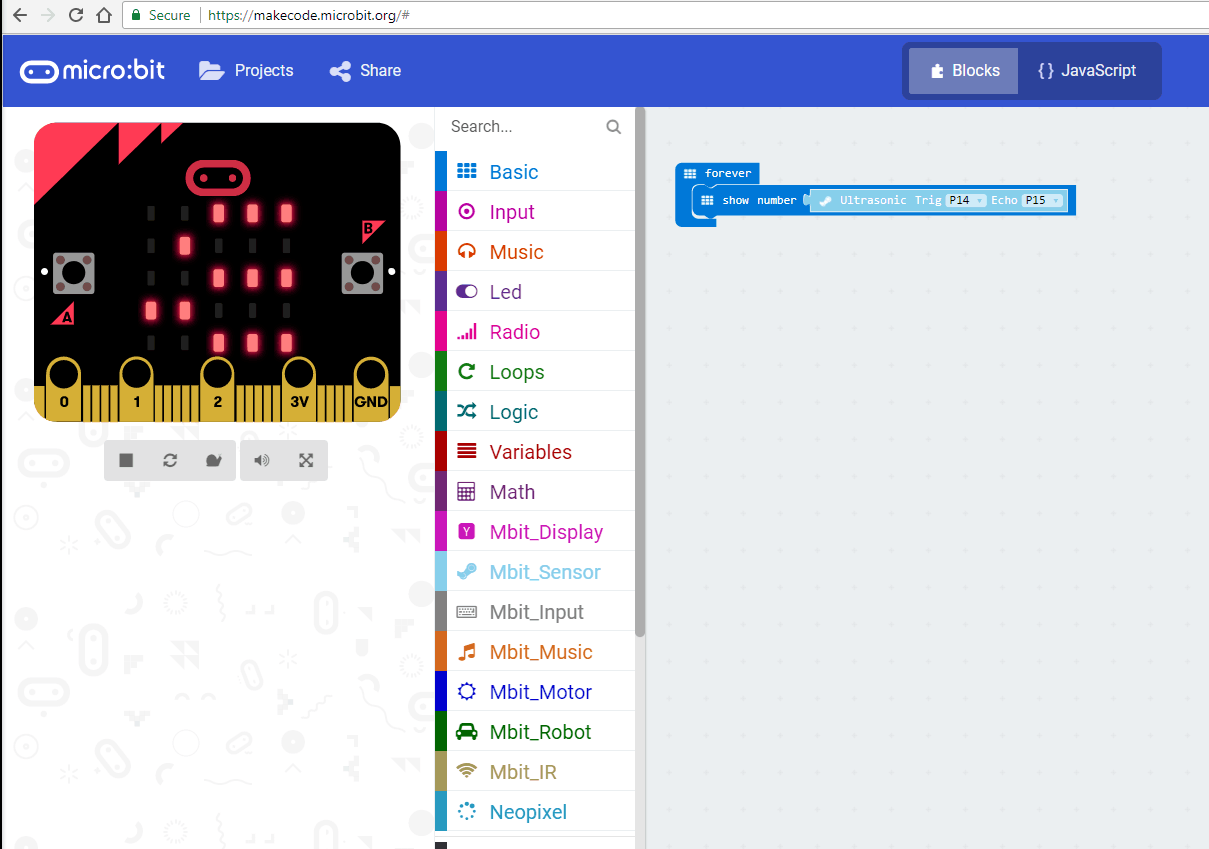 Secure https://makecode.microbit.org/#
micro:bit Projects Share Blocks {} JavaScript
Search...
Basic
Input
Music
Led
Radio
Loops
Logic
Variables
Math
Y Mbit_Display
Mbit_Sensor
Mbit_Input
Mbit_Music
Mbit_Motor
Mbit_Robot
Mbit_IR
Neopixel
B
A
0 1 2 3V GND
forever
show number Ultrasonic Trig P14 Echo P15